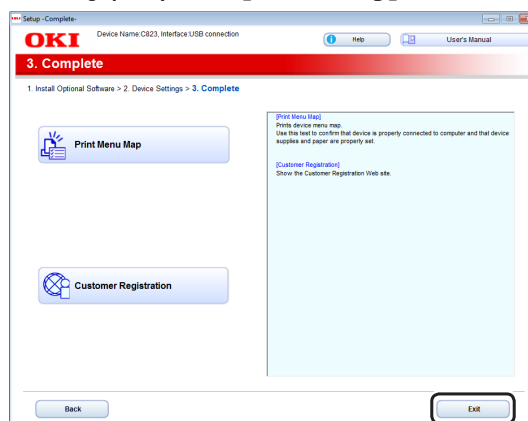 Setup -Complete-
OKI
Device Name:C823, Interface:USB connection
Help
User's Manual
3. Complete
1. Install Optional Software > 2. Device Settings > 3. Complete
Print Menu Map
[Print Menu Map]
Prints device menu map.
Use this test to confirm that device is properly connected to computer and that device
supplies and paper are properly set.
[Customer Registration]
Show the Customer Registration Web site.
Customer Registration
Back
Exit